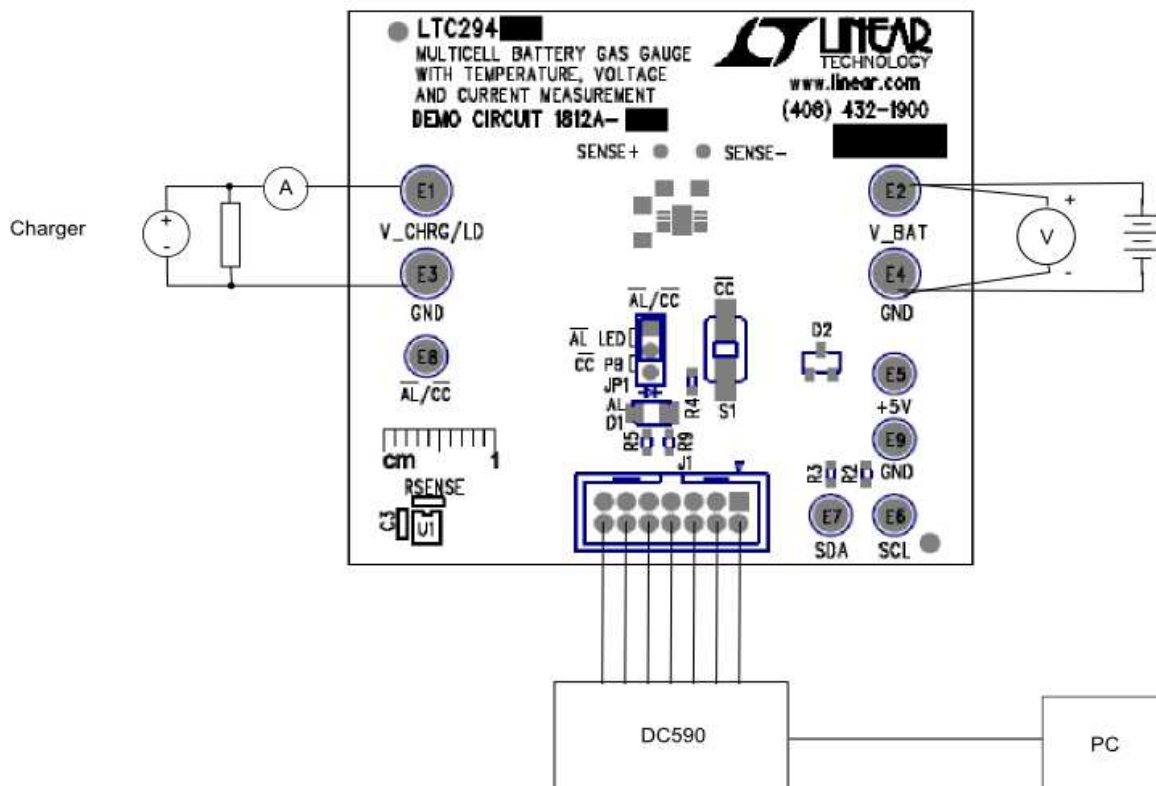 LTC294
MULTICELL BATTERY GAS GAUGE
WITH TEMPERATURE, VOLTAGE
AND CURRENT MEASUREMENT
DEMO CIRCUIT 1812A-
LINEAR
TECHNOLOGY
www.linear.com
(408) 432-1900
SENSE+ SENSE-
Charger
+
-
A
E1
V_CHRG/LD
E3
GND
E8
AL/CC
E2
V_BAT
E4
GND
+
V
-
AL/CC
CC
AL LED
CC PB
JP1
AL
D1
R4
S1
R5
R9
D2
E5
+5V
E9
GND
R3
R2
E7
SDA
E6
SCL
cm 1
RSENSE
C3
U1
J1
DC590
PC